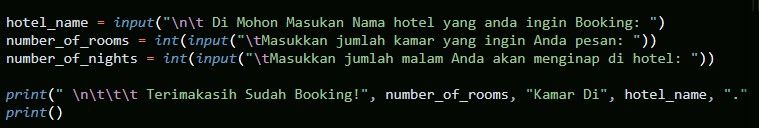 hotel_name = input("\n\t Di Mohon Masukan Nama hotel yang anda ingin Booking: ")
number_of_rooms = int(input("\tMasukkan jumlah kamar yang ingin Anda pesan: "))
number_of_nights = int(input("\tMasukkan jumlah malam Anda akan menginap di hotel: "))
print(" \n\t\t\t Terimakasih Sudah Booking!", number_of_rooms, "Kamar Di", hotel_name, "."
print()